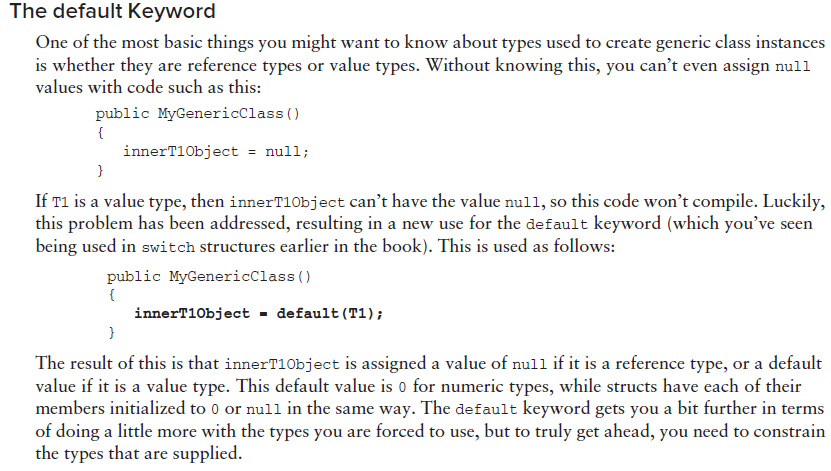 The default Keyword
One of the most basic things you might want to know about types used to create generic class instances
is whether they are reference types or value types. Without knowing this, you can’t even assign null
values with code such as this:
public MyGenericClass()
{
innerT1Object = null;
}
If T1 is a value type, then innerT1Object can’t have the value null, so this code won’t compile. Luckily,
this problem has been addressed, resulting in a new use for the default keyword (which you’ve seen
being used in switch structures earlier in the book). This is used as follows:
public MyGenericClass()
{
innerT1Object = default(T1);
}
The result of this is that innerT1Object is assigned a value of null if it is a reference type, or a default
value if it is a value type. This default value is 0 for numeric types, while structs have each of their
members initialized to 0 or null in the same way. The default keyword gets you a bit further in terms
of doing a little more with the types you are forced to use, but to truly get ahead, you need to constrain
the types that are supplied.